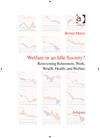 Bernd Marin
Welfare in an Idle Society?
Reinventing Retirement, Work,
Wealth, Health, and Welfare
Ashgate